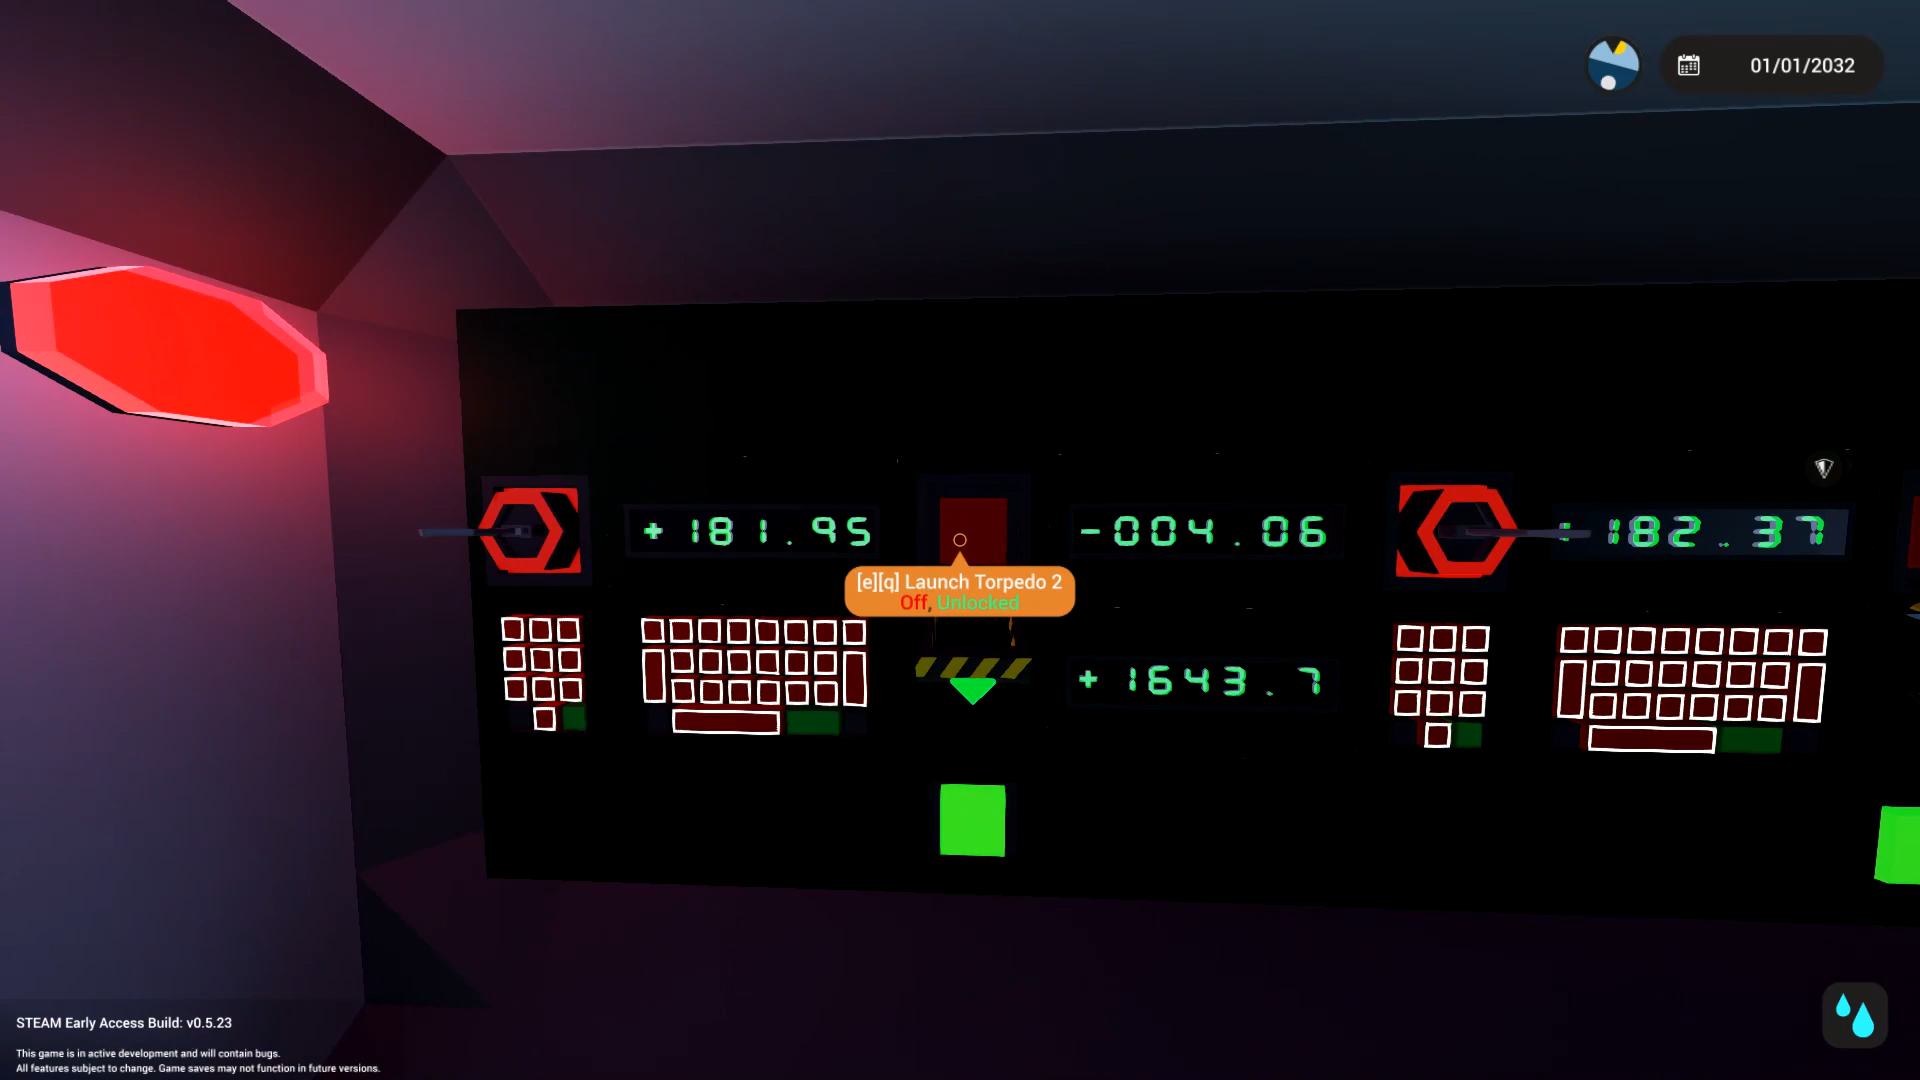 01/01/2032
+ 181.95
-004.06
182.37
[e][q] Launch Torpedo 2
Off, Unlocked
+ 1643.7
STEAM Early Access Build: v0.5.23
This game is in active development and will contain bugs.
All features subject to change. Game saves may not function in future versions.